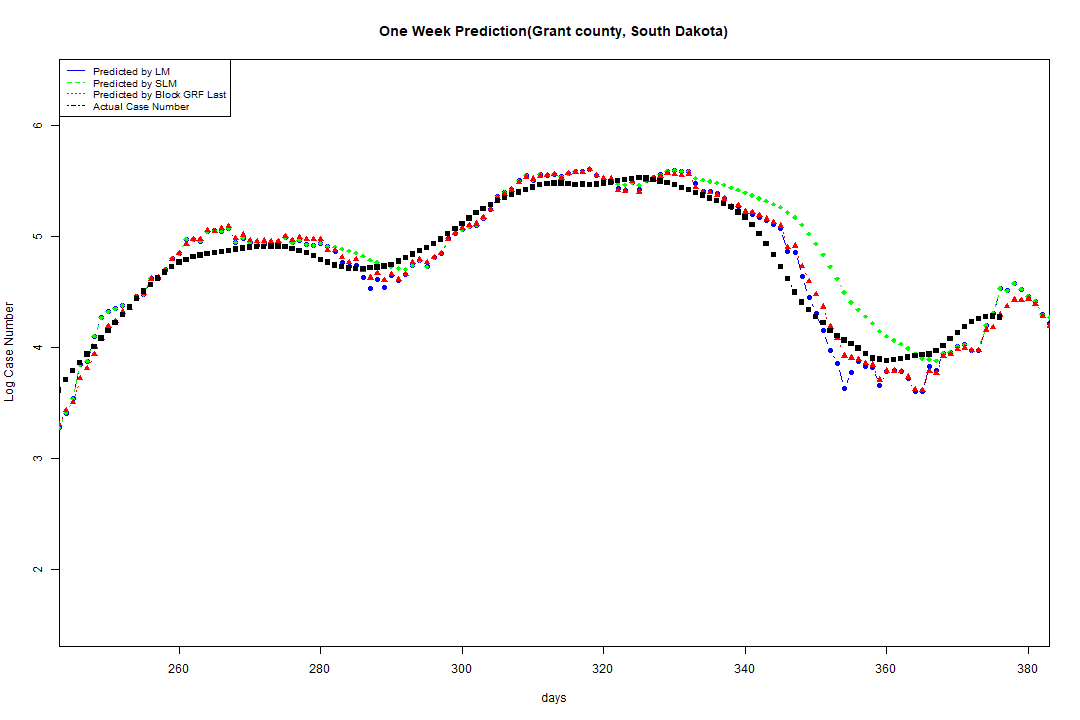 One Week Prediction(Grant county, South Dakota)
Predicted by LM
Predicted by SLM
Predicted by Block GRF Last
Actual Case Number
Log Case Number
6
5
4
3
2
260 280 300 320 340 360 380
days